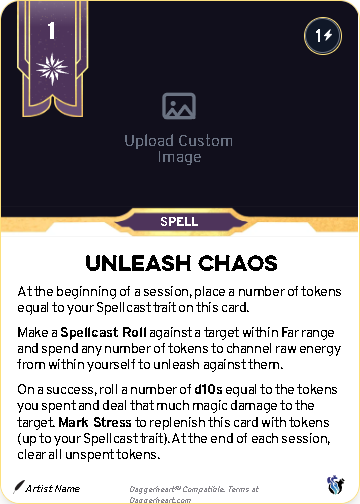 1
1
Upload Custom
Image
SPELL
UNLEASH CHAOS
At the beginning of a session, place a number of tokens
equal to your Spellcast trait on this card.
Make a Spellcast Roll against a target within Far range
and spend any number of tokens to channel raw energy
from within yourself to unleash against them.
On a success, roll a number of d10s equal to the tokens
you spent and deal that much magic damage to the
target. Mark Stress to replenish this card with tokens
(up to your Spellcast trait). At the end of each session,
clear all unspent tokens.
Artist Name
Daggerheart℠ Compatible. Terms at
Daggerheart.com